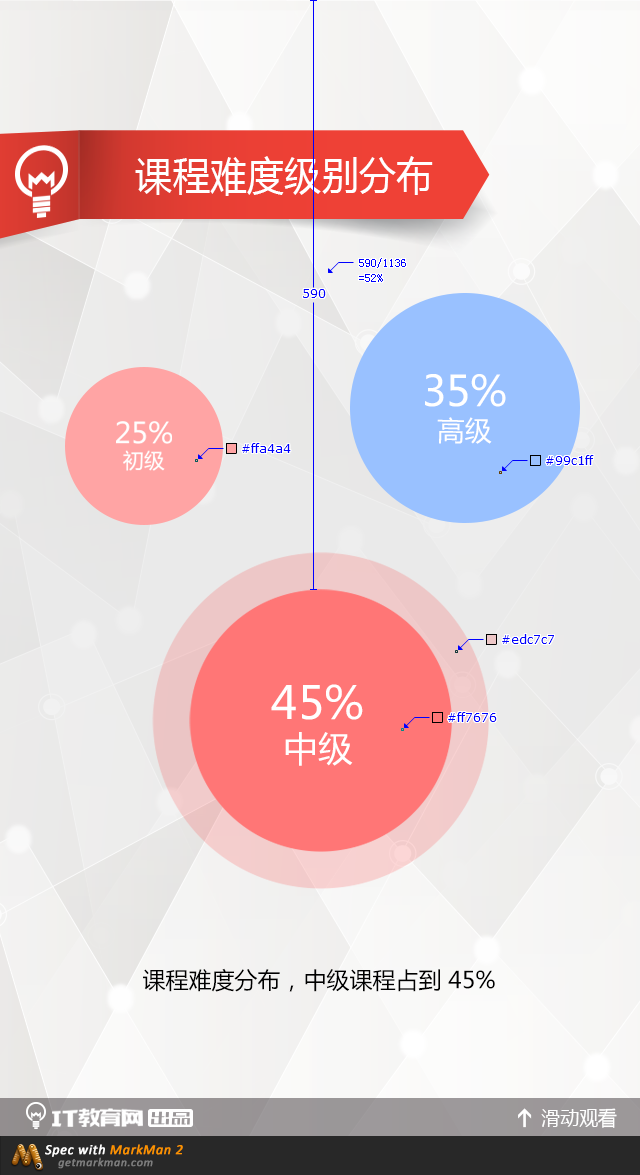 课程难度级别分布
590/1136
=52%
590
35%
高级
25%
初级
#ffa4a4
#99c1ff
#edc7c7
45%
中级
#ff7676
课程难度分布，中级课程占到 45%
IT教育网 出品
滑动观看
Spec with MarkMan 2
getmarkman.com